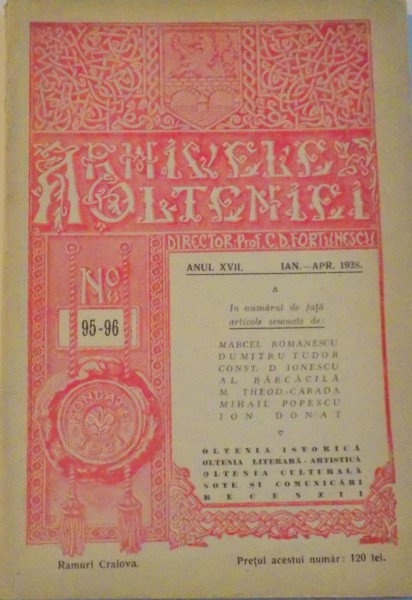 ARHIVELE
OLTENIEI
DIRECTOR: Prof. C. D. FORTUNESCU
ANUL XVII, IAN.—APR. 1938.
No
95-96
In numărul de față
articole semnate de:
MARCEL ROMANESCU
DUMITRU TUDOR
CONST. D. IONESCU
AL BĂRCĂCILĂ
M. THEOD.-CARADA
MIHAIL POPESCU
ION DONAT
OLTENIA ISTORICĂ
OLTENIA LITERARĂ - ARTISTICĂ
OLTENIA CULTURALĂ
NOTE SI COMUNICĂRI
RECENZII
Ramuri Craiova.
Prețul acestui număr: 120 lei.